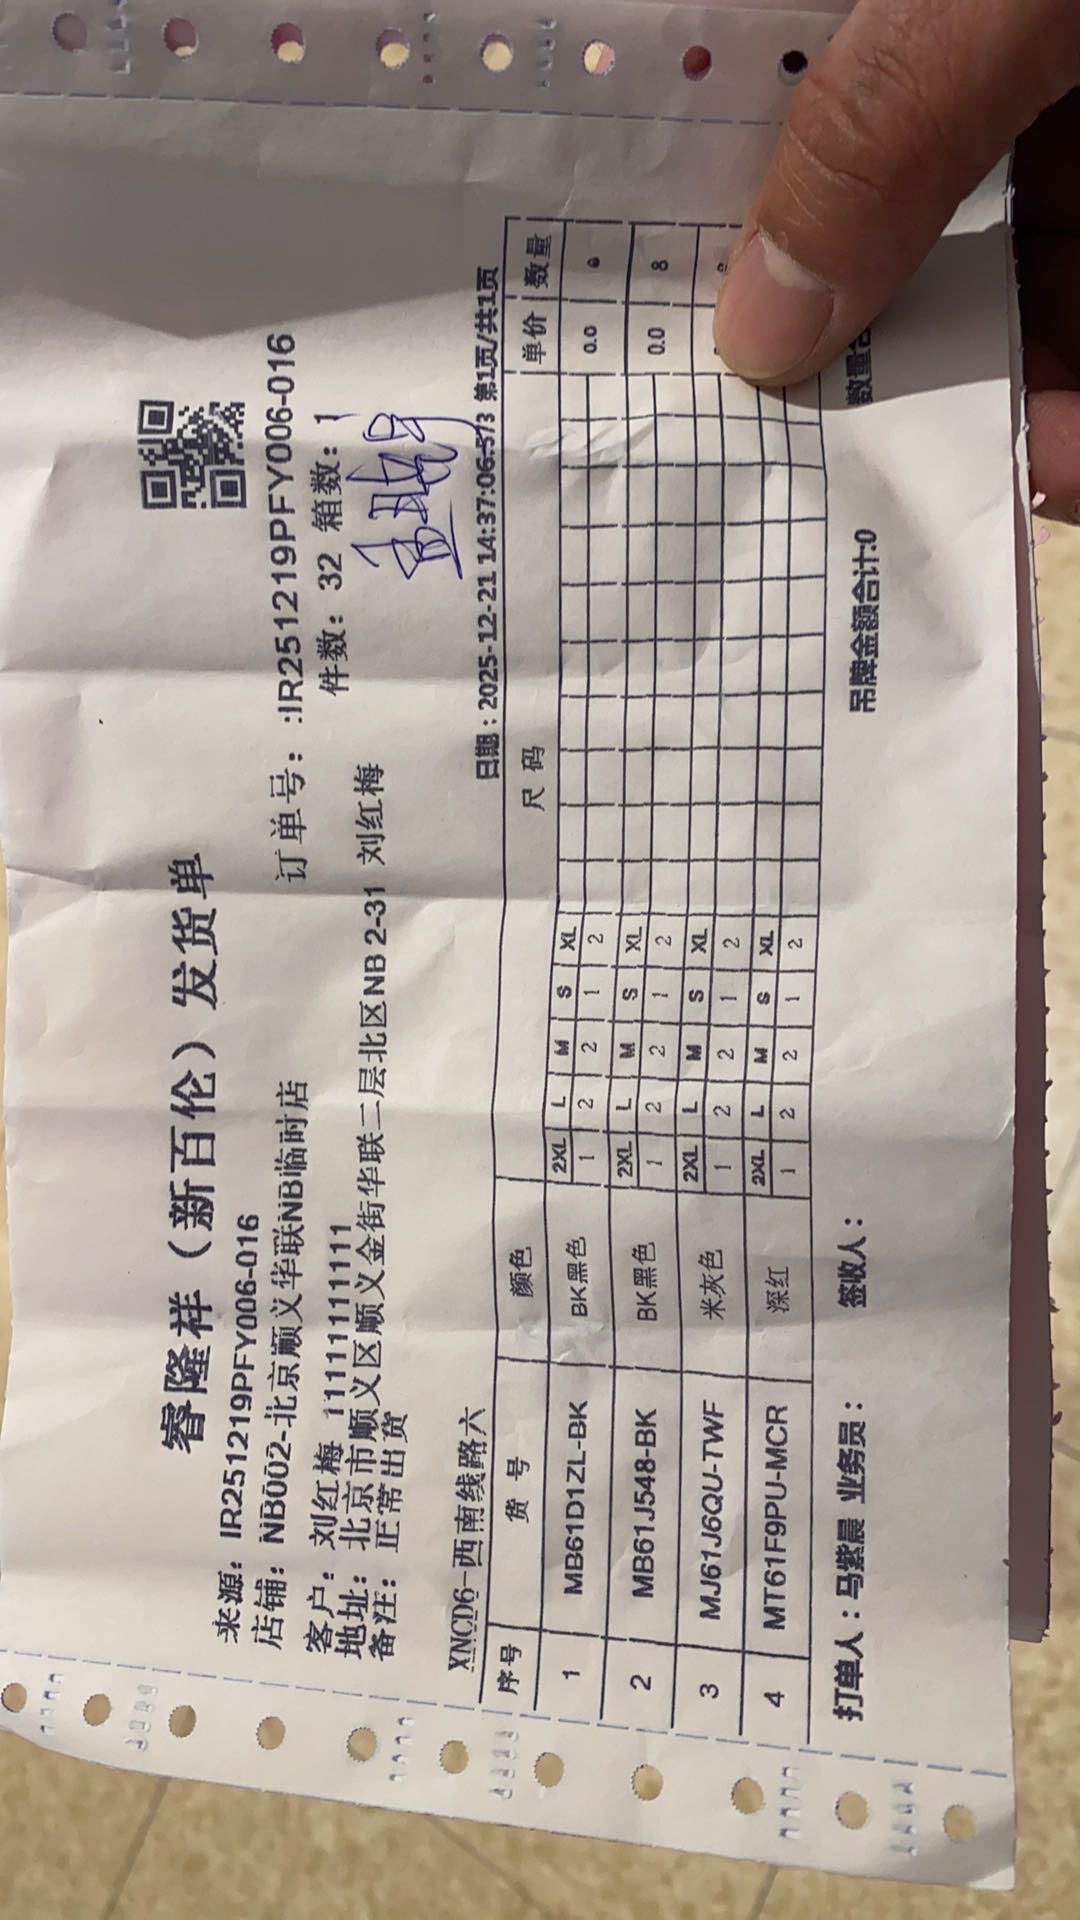 睿隆祥（新百伦）发货单
来源：IR251219PFY006-016
店铺：NB002-北京顺义华联NB临时店
订单号：:IR251219PFY006-016
客户：刘红梅 11111111111
件数：32 箱数：1
地址：北京市顺义区顺义金街华联二层北区NB 2-31 刘红梅
备注：正常出货
XNCD6-西南线路六
日期：2025-12-21 14:37:06.573 第1页/共1页
序号 货号 颜色 尺码 单价 数量
2XL L M S XL
1 MB61D1ZL-BK BK黑色 1 2 2 1 2 0.0
2XL L M S XL
2 MB61J548-BK BK黑色 1 2 2 1 2 0.0 8
2XL L M S XL
3 MJ61J6QU-TWF 米灰色 1 2 2 1 2
2XL L M S XL
4 MT61F9PU-MCR 深红 1 2 2 1 2
打单人：马紫晨 业务员： 签收人： 吊牌金额合计:0 数量合